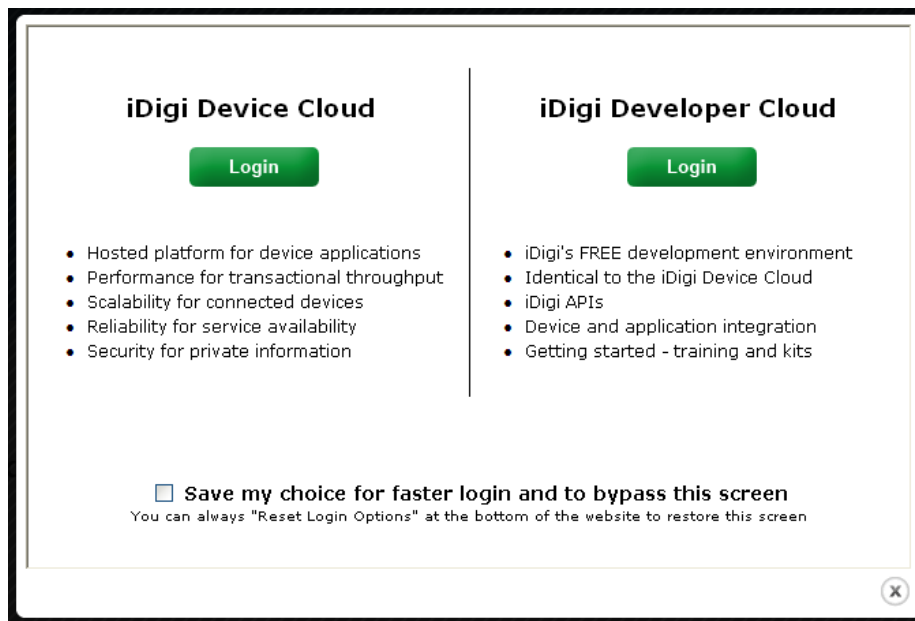 iDigi Device Cloud
Login
• Hosted platform for device applications
• Performance for transactional throughput
• Scalability for connected devices
• Reliability for service availability
• Security for private information
iDigi Developer Cloud
Login
• iDigi's FREE development environment
• Identical to the iDigi Device Cloud
• iDigi APIs
• Device and application integration
• Getting started - training and kits
Save my choice for faster login and to bypass this screen
You can always "Reset Login Options" at the bottom of the website to restore this screen